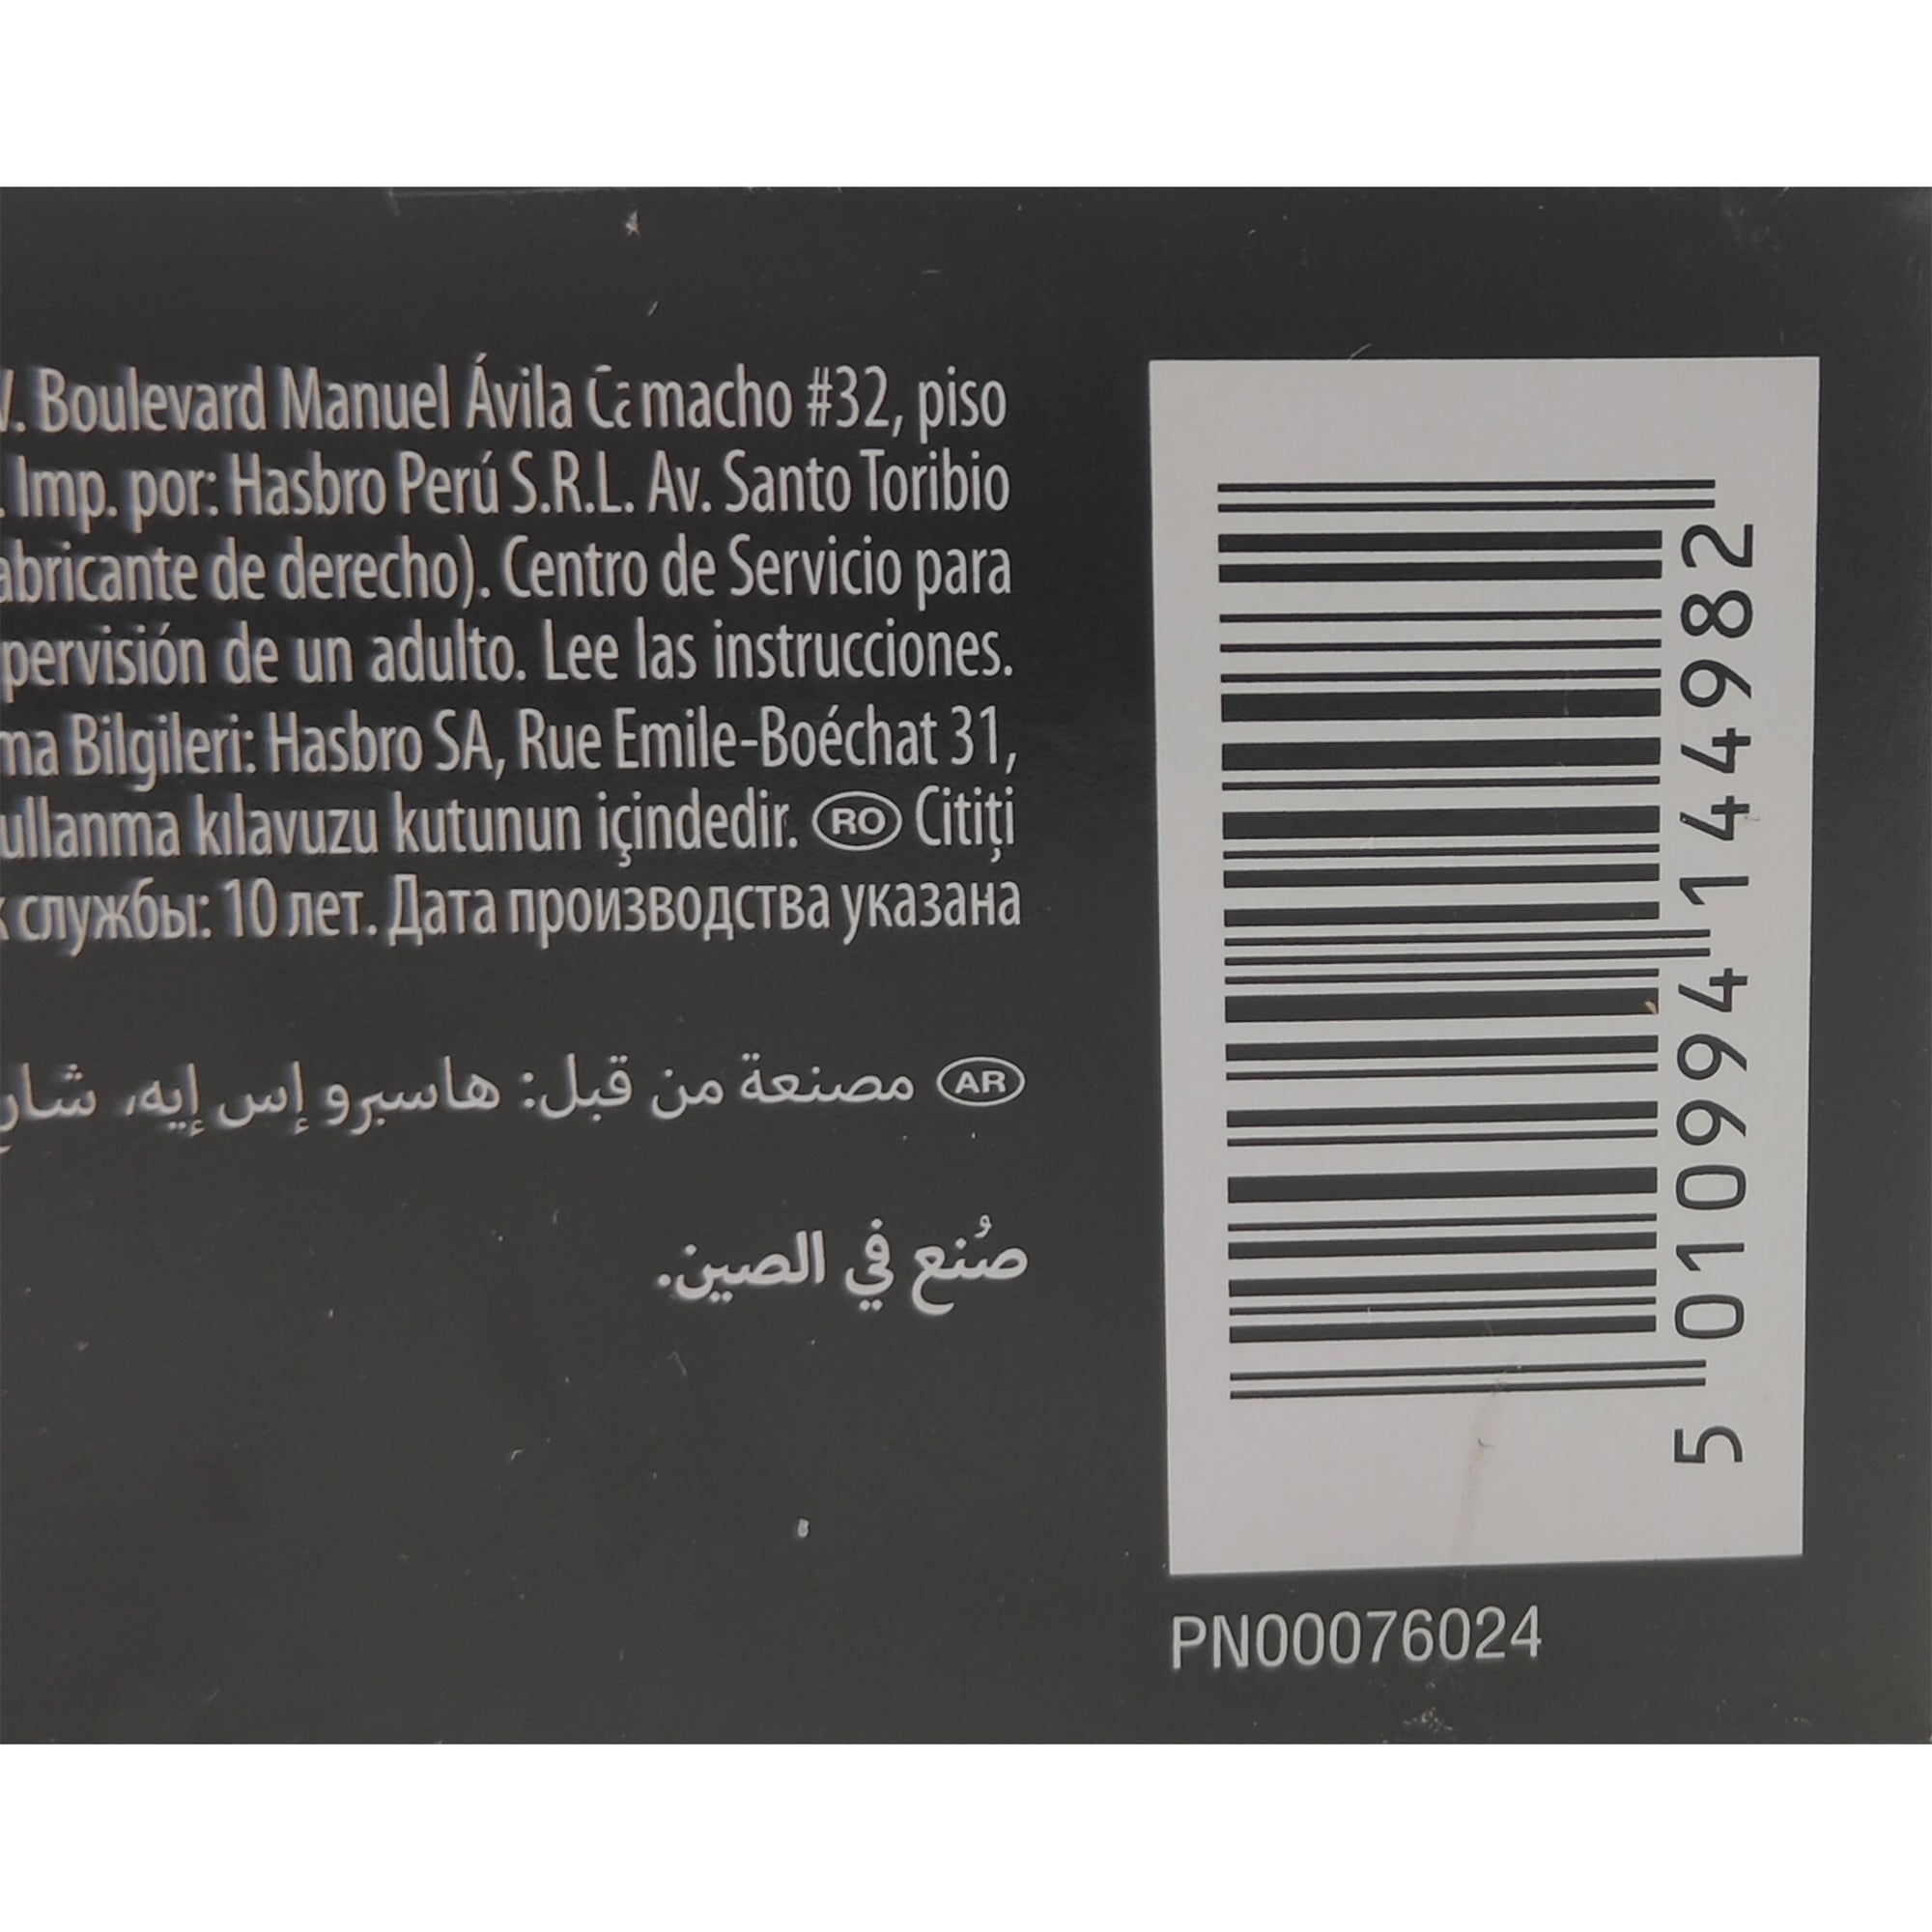 V. Boulevard Manuel Ávila Camacho #32, piso
. Imp. por: Hasbro Perú S.R.L. Av. Santo Toribio
abricante de derecho). Centro de Servicio para
pervisión de un adulto. Lee las instrucciones.
ma Bilgileri: Hasbro SA, Rue Emile-Boéchat 31,
ullanma kılavuzu kutunun içindedir. RO Citiți
службы: 10 лет. Дата производства указана
AR مصنعة من قبل: هاسبرو إس إيه، شار
صُنع في الصين.
5 010994 144982
PN00076024